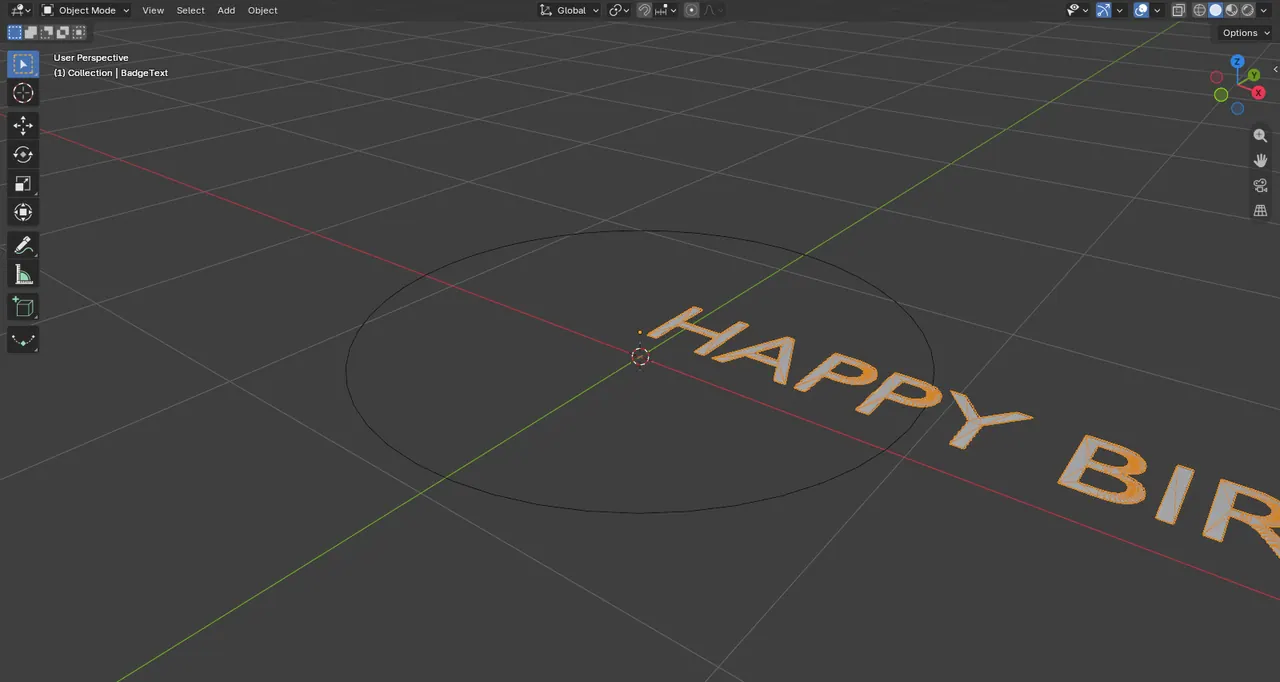 Object Mode View Select Add Object Global
Options
User Perspective
(1) Collection | BadgeText
Z
Y
X
HAPPY BIR